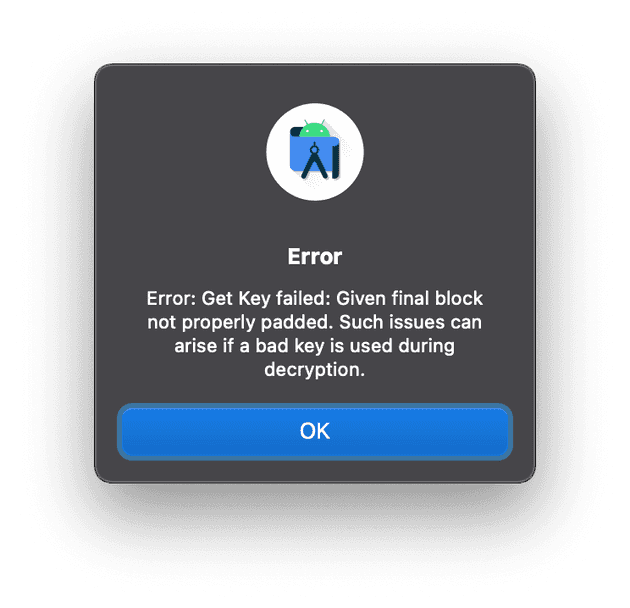 Error
Error: Get Key failed: Given final block
not properly padded. Such issues can
arise if a bad key is used during
decryption.
OK